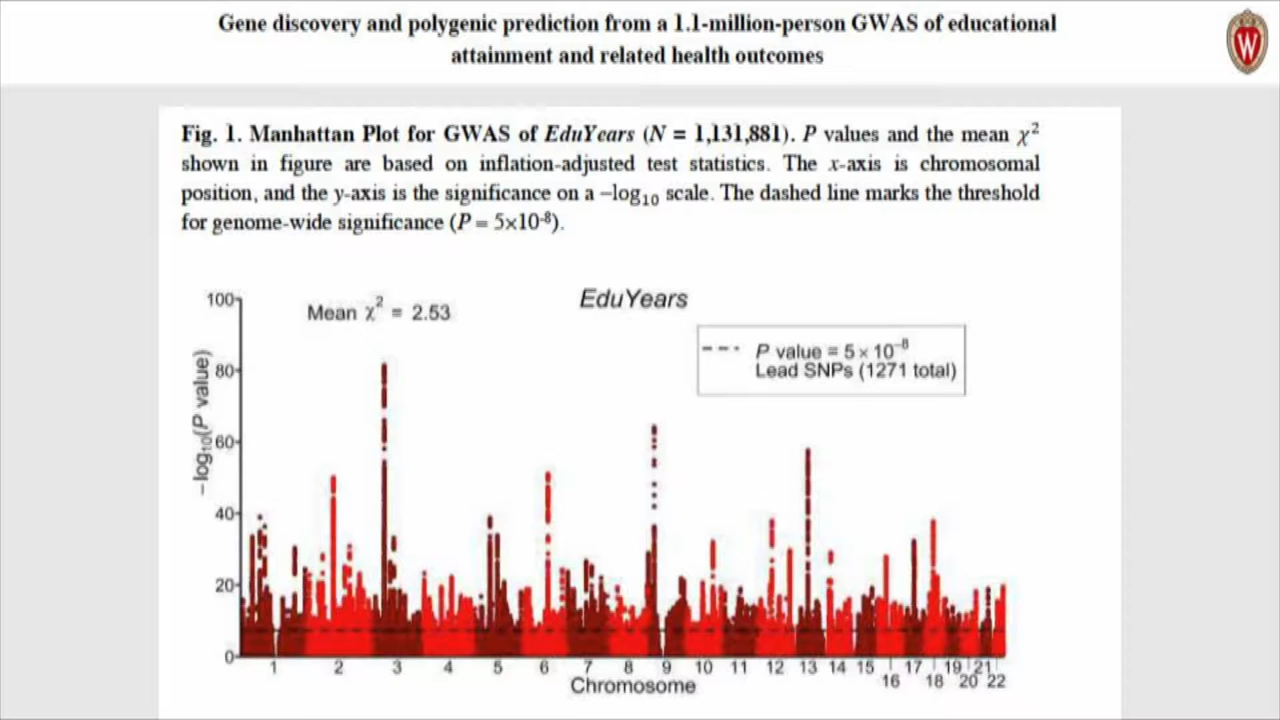 Gene discovery and polygenic prediction from a 1.1-million-person GWAS of educational
attainment and related health outcomes
W
Fig. 1. Manhattan Plot for GWAS of EduYears (N = 1,131,881). P values and the mean χ²
shown in figure are based on inflation-adjusted test statistics. The x-axis is chromosomal
position, and the y-axis is the significance on a −log₁₀ scale. The dashed line marks the threshold
for genome-wide significance (P = 5×10⁻⁸).
EduYears
Mean χ² = 2.53
P value = 5 × 10⁻⁸
Lead SNPs (1271 total)
−log₁₀(P value)
100
80
60
40
20
0
1 2 3 4 5 6 7 8 9 10 11 12 13 14 15 17 19 21
16 18 20 22
Chromosome